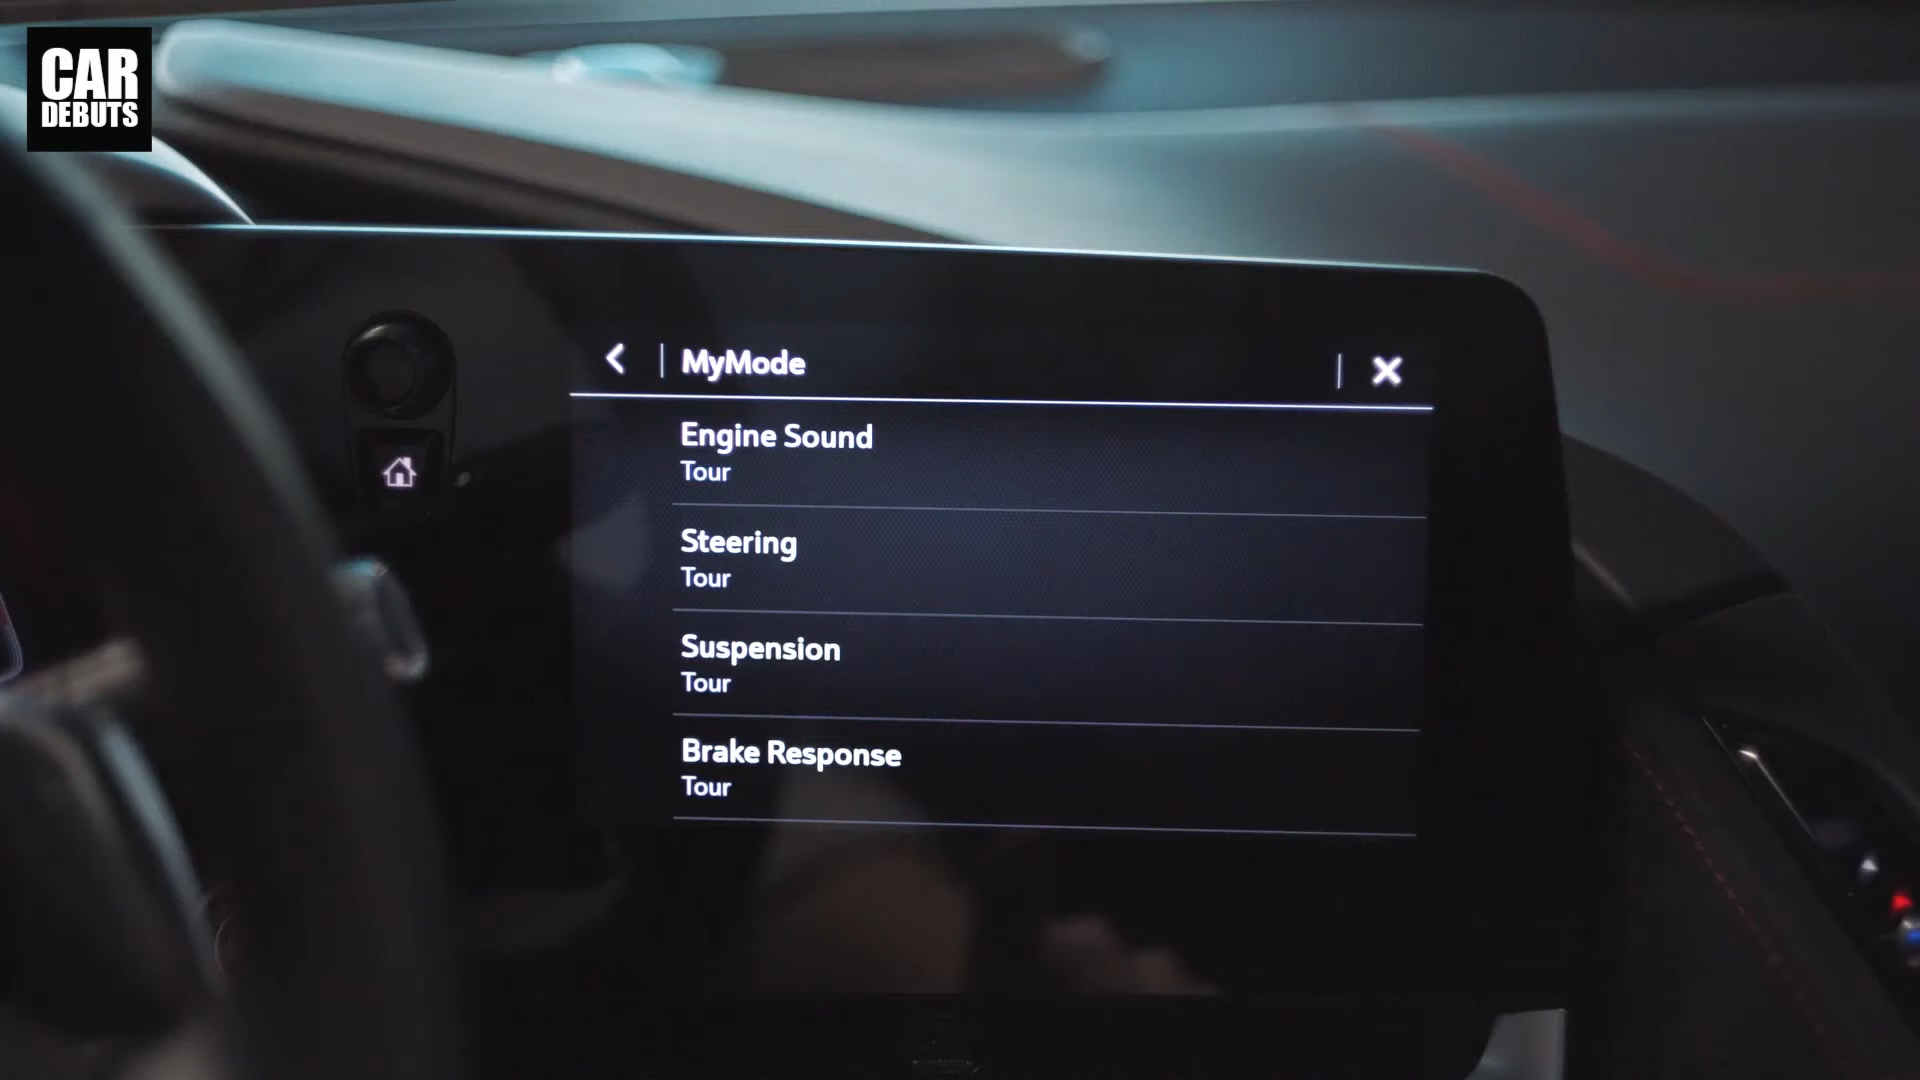 CAR
DEBUTS
MyMode
Engine Sound
Tour
Steering
Tour
Suspension
Tour
Brake Response
Tour